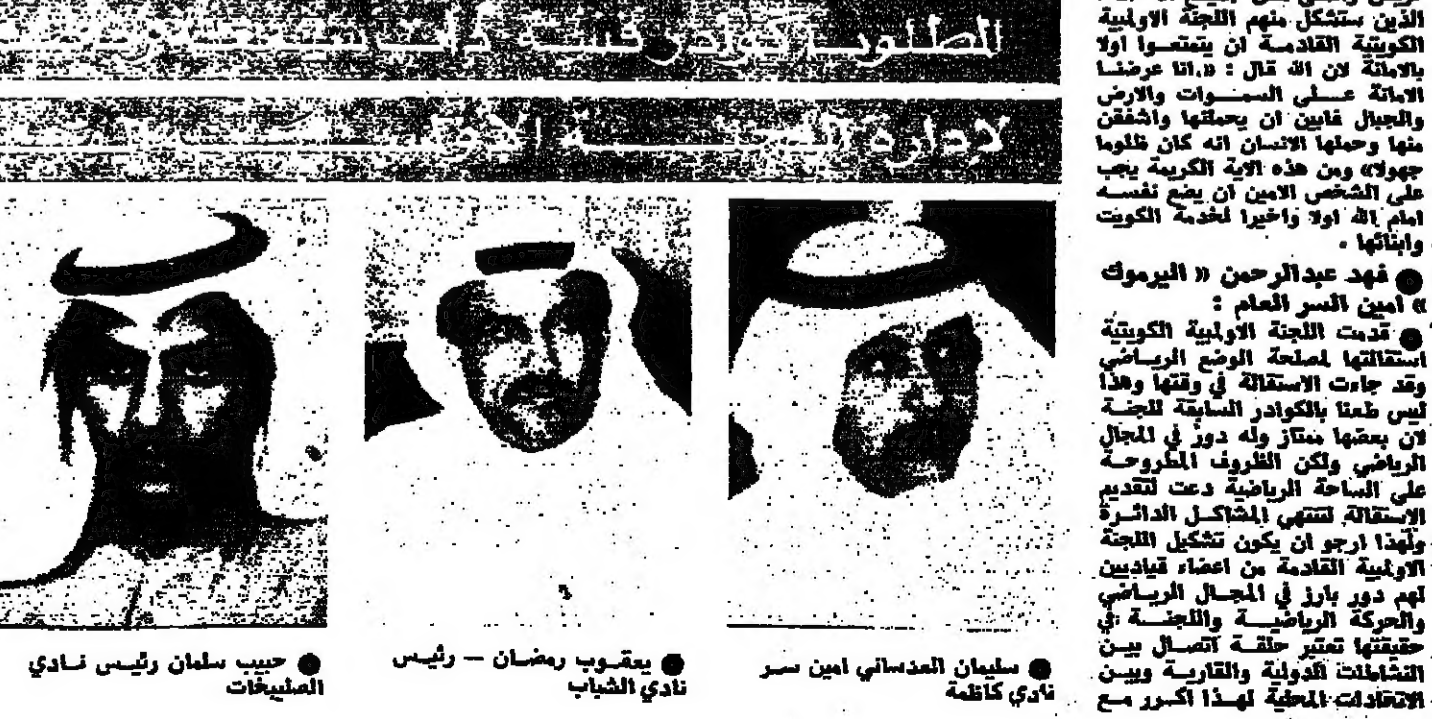 المطلوب كوادر فنية ذات سمعة
لإدارة اللجنة
الذين ستشكل منهم اللجنة الاولمبية
الكويتية القادمة ان يتمتعوا اولا
بالامانة لان الله قال : «انا عرضنا
الامانة على السموات والارض
والجبال فابين ان يحملنها واشفقن
منها وحملها الانسان انه كان ظلوما
جهولا» ومن هذه الاية الكريمة يجب
على الشخص الامين ان يضع نفسه
امام الله اولا واخيرا لخدمة الكويت
وابنائها .
● فهد عبدالرحمن « اليرموك
» امين السر العام :
● قدمت اللجنة الاولمبية الكويتية
استقالتها لمصلحة الوضع الرياضي
وقد جاءت الاستقالة في وقتها وهذا
ليس طعنا بالكوادر السابقة للجنة
لان بعضها ممتاز وله دور في المجال
الرياضي ولكن الظروف المطروحة
على الساحة الرياضية دعت لتقديم
الاستقالة لتنتهي المشاكل الدائرة
ولهذا ارجو ان يكون تشكيل اللجنة
الاولمبية القادمة من اعضاء قياديين
لهم دور بارز في المجال الرياضي
والحركة الرياضية واللجنة في
حقيقتها تعتبر حلقة اتصال بين
النشاطات الدولية والقارية وبين
الاتحادات المحلية لهذا اكرر مع
● سليمان العدساني امين سر
نادي كاظمة
● يعقوب رمضان — رئيس
نادي الشباب
● حبيب سلمان رئيس نادي
الصليبخات